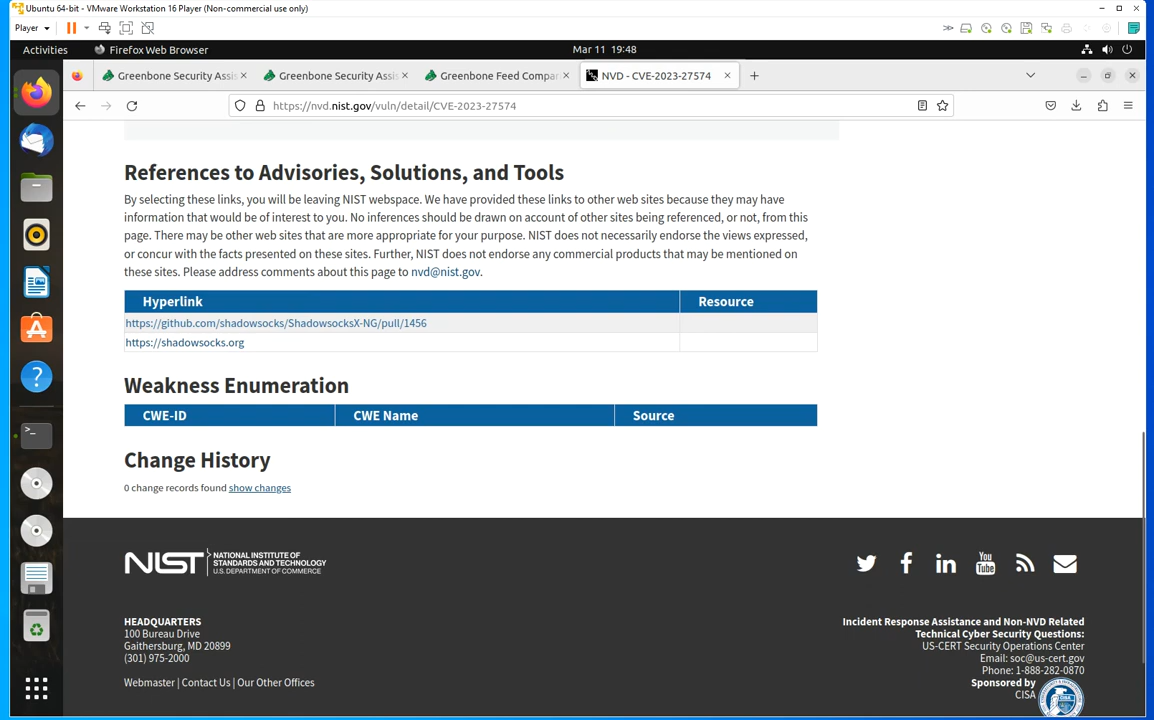 Ubuntu 64-bit - VMware Workstation 16 Player (Non-commercial use only)
Player
Activities
Firefox Web Browser
Mar 11 19:48
Greenbone Security Assis
Greenbone Security Assis
Greenbone Feed Compar
NVD - CVE-2023-27574
https://nvd.nist.gov/vuln/detail/CVE-2023-27574
References to Advisories, Solutions, and Tools
By selecting these links, you will be leaving NIST webspace. We have provided these links to other web sites because they may have
information that would be of interest to you. No inferences should be drawn on account of other sites being referenced, or not, from this
page. There may be other web sites that are more appropriate for your purpose. NIST does not necessarily endorse the views expressed,
or concur with the facts presented on these sites. Further, NIST does not endorse any commercial products that may be mentioned on
these sites. Please address comments about this page to nvd@nist.gov.
Hyperlink
Resource
https://github.com/shadowsocks/ShadowsocksX-NG/pull/1456
https://shadowsocks.org
Weakness Enumeration
CWE-ID
CWE Name
Source
Change History
0 change records found show changes
NIST
NATIONAL INSTITUTE OF
STANDARDS AND TECHNOLOGY
U.S. DEPARTMENT OF COMMERCE
You
Tube
HEADQUARTERS
100 Bureau Drive
Gaithersburg, MD 20899
(301) 975-2000
Webmaster | Contact Us | Our Other Offices
Incident Response Assistance and Non-NVD Related
Technical Cyber Security Questions:
US-CERT Security Operations Center
Email: soc@us-cert.gov
Phone: 1-888-282-0870
Sponsored by
CISA